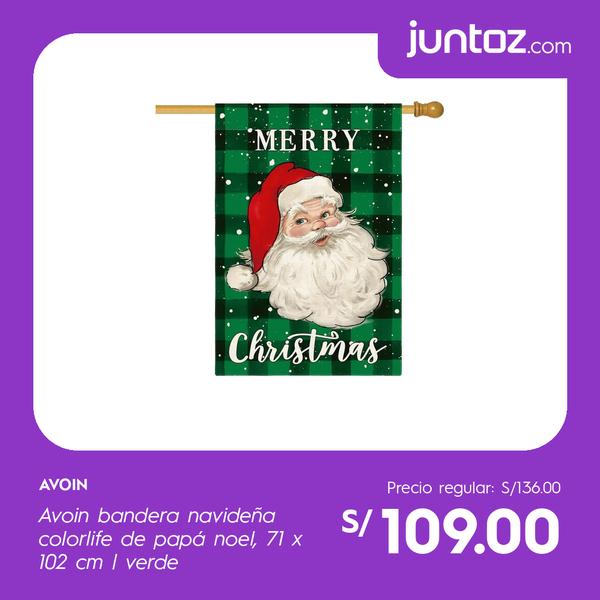 juntoz.com
MERRY
Christmas
AVOIN
Avoin bandera navideña
colorlife de papá noel, 71 x
102 cm | verde
Precio regular: S/136.00
S/109.00